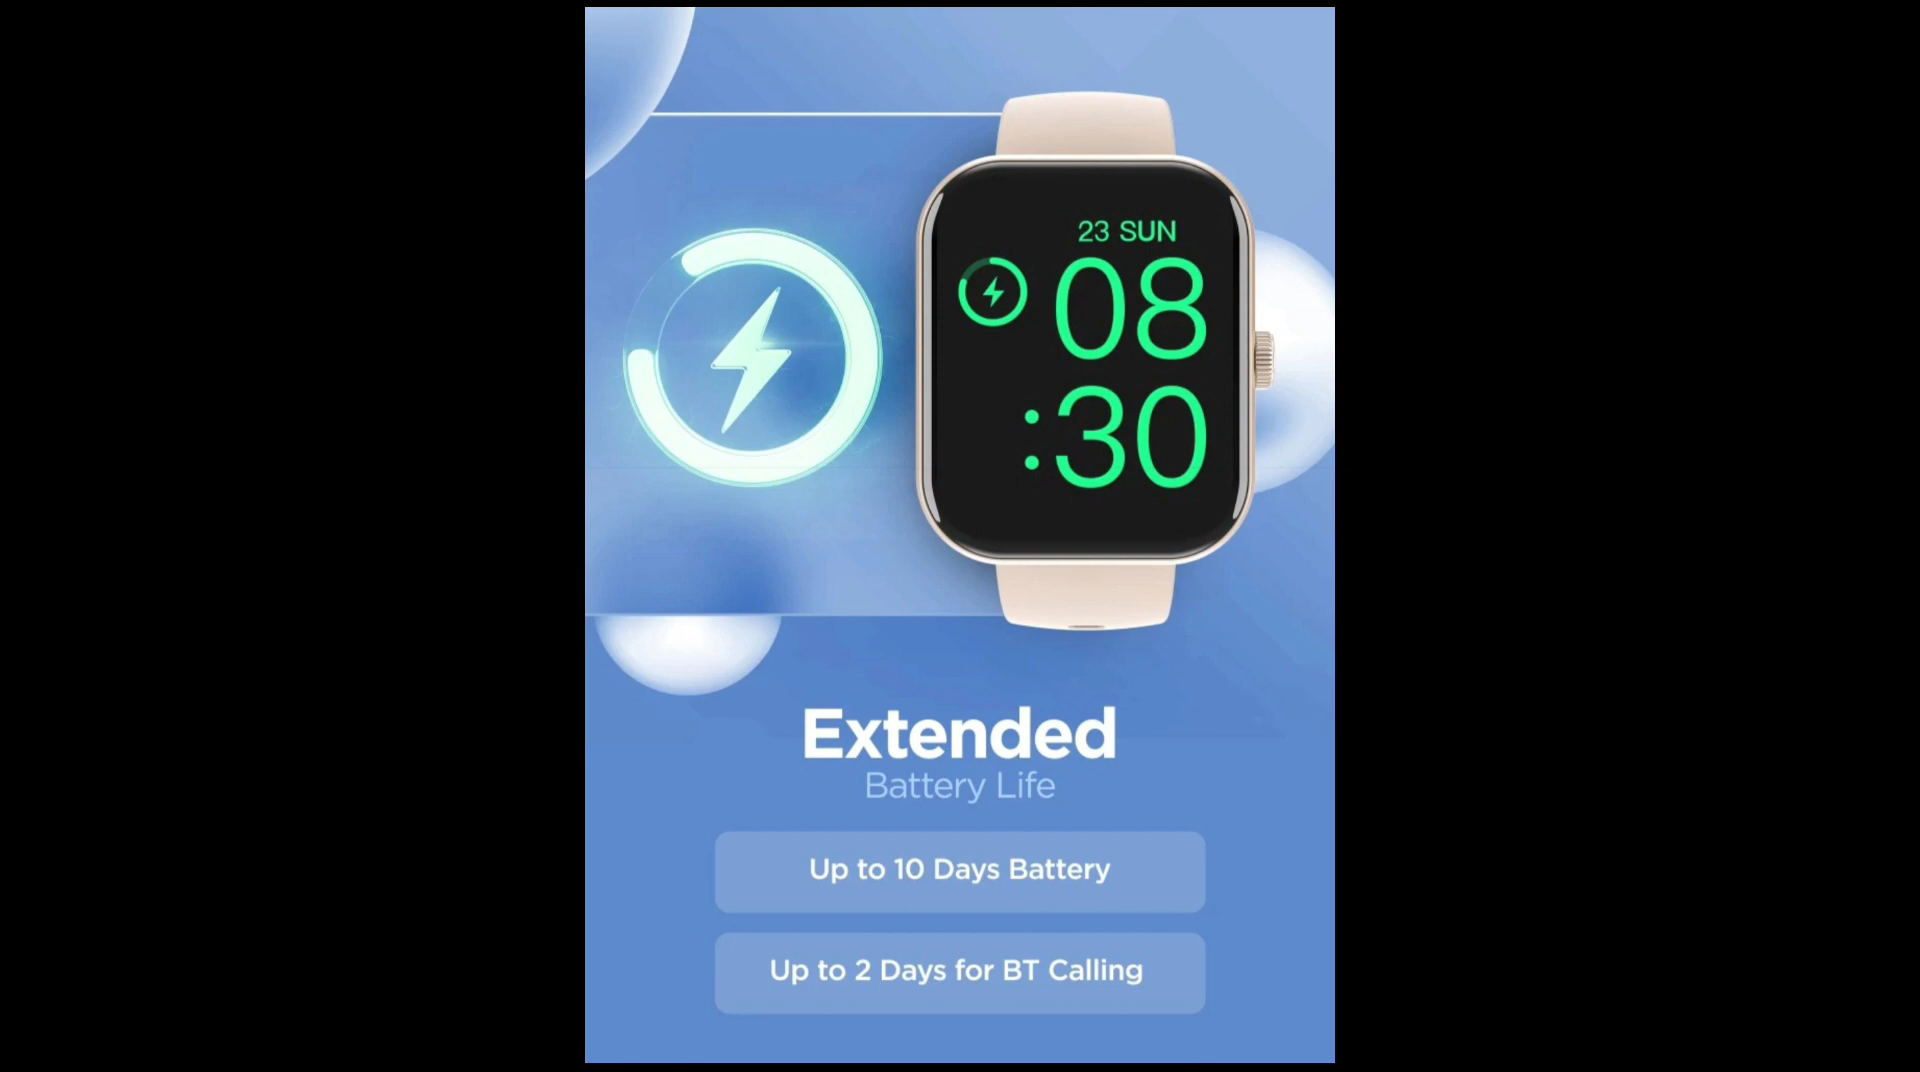 23 SUN
08
:30
Extended
Battery Life
Up to 10 Days Battery
Up to 2 Days for BT Calling